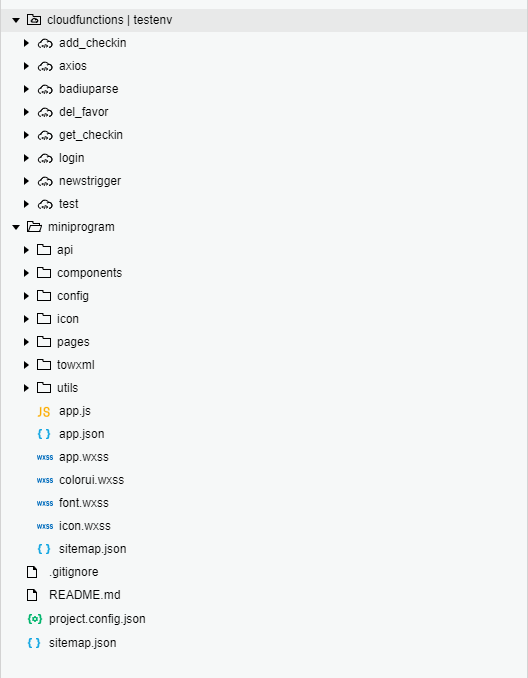 cloudfunctions | testenv
add_checkin
axios
badiuparse
del_favor
get_checkin
login
newstrigger
test
miniprogram
api
components
config
icon
pages
towxml
utils
JS app.js
{ } app.json
wxss app.wxss
wxss colorui.wxss
wxss font.wxss
wxss icon.wxss
{ } sitemap.json
.gitignore
README.md
{o} project.config.json
{ } sitemap.json